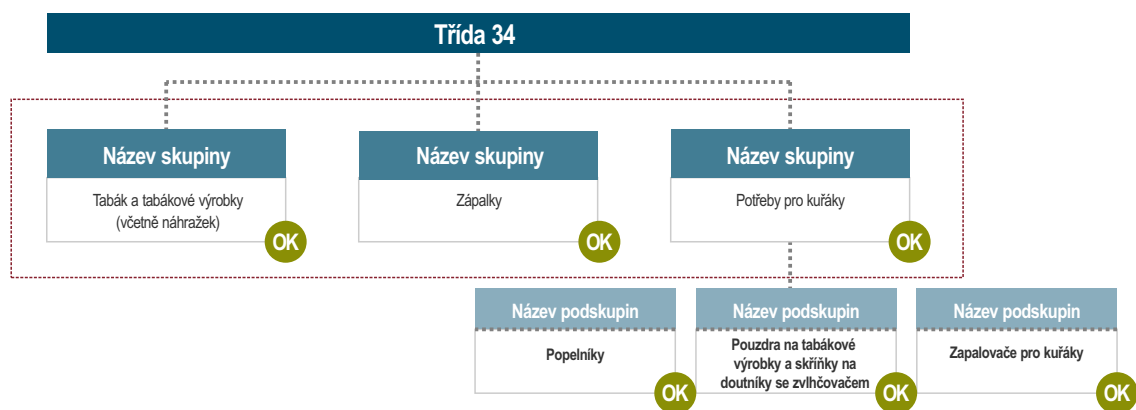 Třída 34
Název skupiny
Tabák a tabákové výrobky
(včetně náhražek)
OK
Název skupiny
Zápalky
OK
Název skupiny
Potřeby pro kuřáky
OK
Název podskupin
Popelníky
OK
Název podskupin
Pouzdra na tabákové
výrobky a skříňky na
doutníky se zvlhčovačem
OK
Název podskupin
Zapalovače pro kuřáky
OK